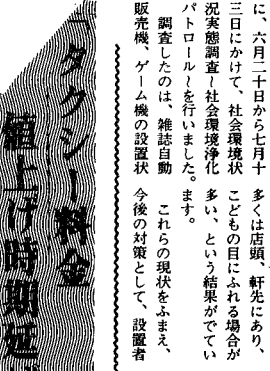 に、六月二十日から七月十
三日にかけて、社会環境状
況実態調査～社会環境浄化
パトロール～を行いました。
調査したのは、雑誌自動
販売機、ゲーム機の設置状
多くは店頭、軒先にあり、
こどもの目にふれる場合が
多い、という結果がでてい
ます。
これらの現状をふまえ、
今後の対策として、設置者
「タクシー料金
値上げ時期延